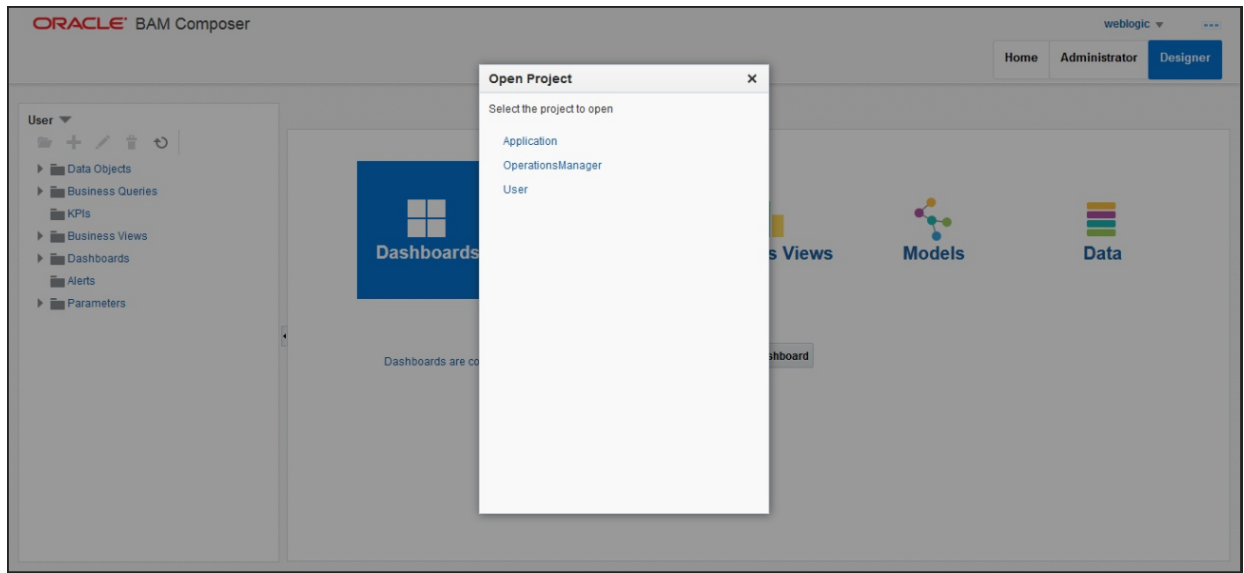 ORACLE BAM Composer
weblogic
Home
Administrator
Designer
Open Project
Select the project to open
Application
OperationsManager
User
User
Data Objects
Business Queries
KPIs
Business Views
Dashboards
Alerts
Parameters
Dashboards
s Views
Models
Data
Dashboards are co
shboard